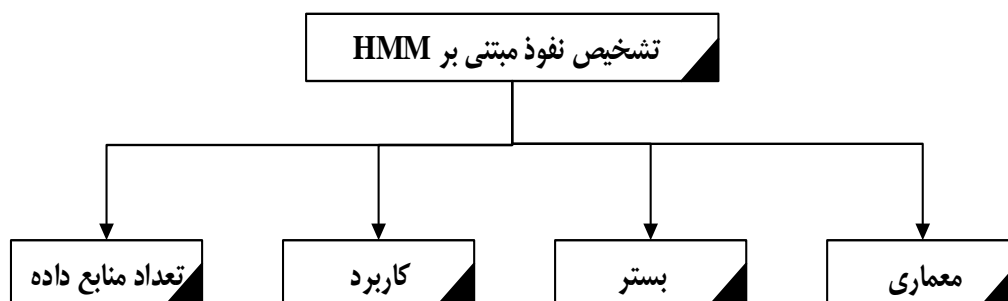 تشخیص نفوذ مبتنی بر HMM
معماری
بستر
کاربرد
تعداد منابع داده